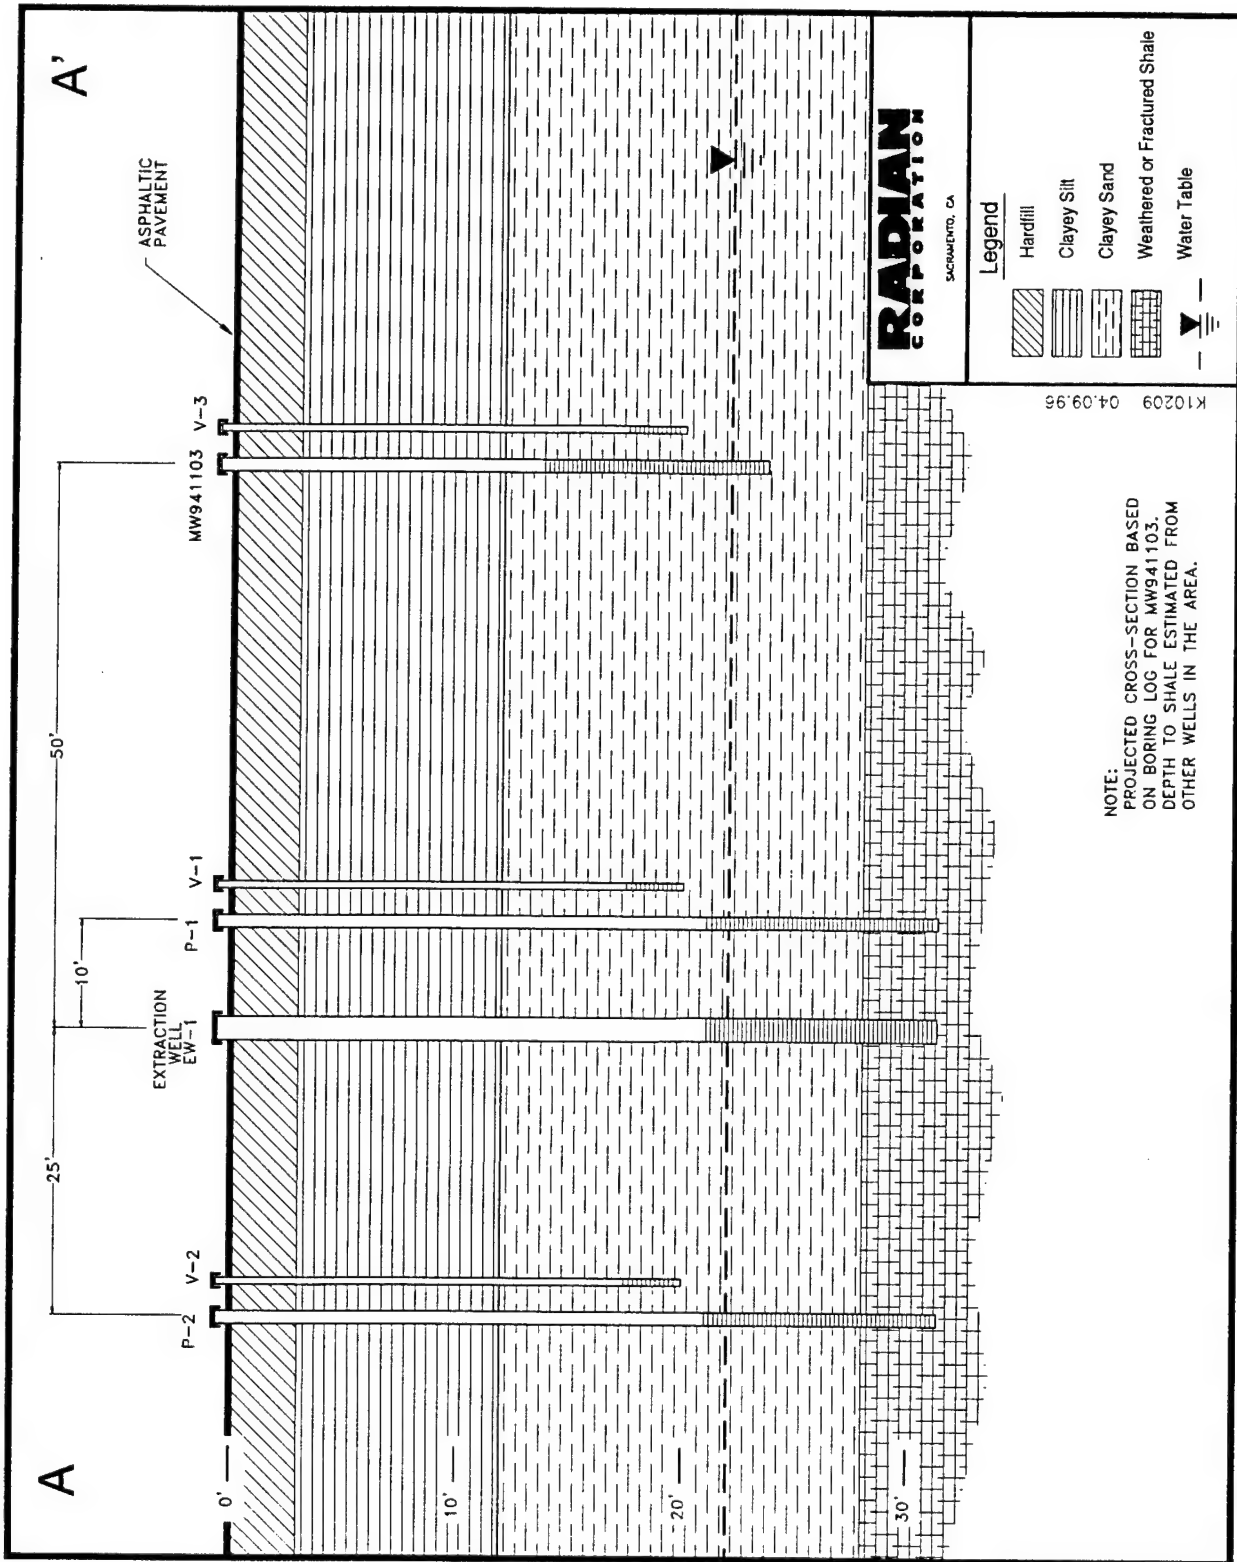 A
A'
25'
50'
10'
EXTRACTION
WELL
EW-1
ASPHALTIC
PAVEMENT
P-2
V-2
P-1
V-1
MW941103
V-3
0'
10'
20'
30'
NOTE:
PROJECTED CROSS-SECTION BASED
ON BORING LOG FOR MW941103.
DEPTH TO SHALE ESTIMATED FROM
OTHER WELLS IN THE AREA.
RADIAN
CORPORATION
SACRAMENTO, CA
Legend
Hardfill
Clayey Silt
Clayey Sand
Weathered or Fractured Shale
Water Table
K10209 04.09.96